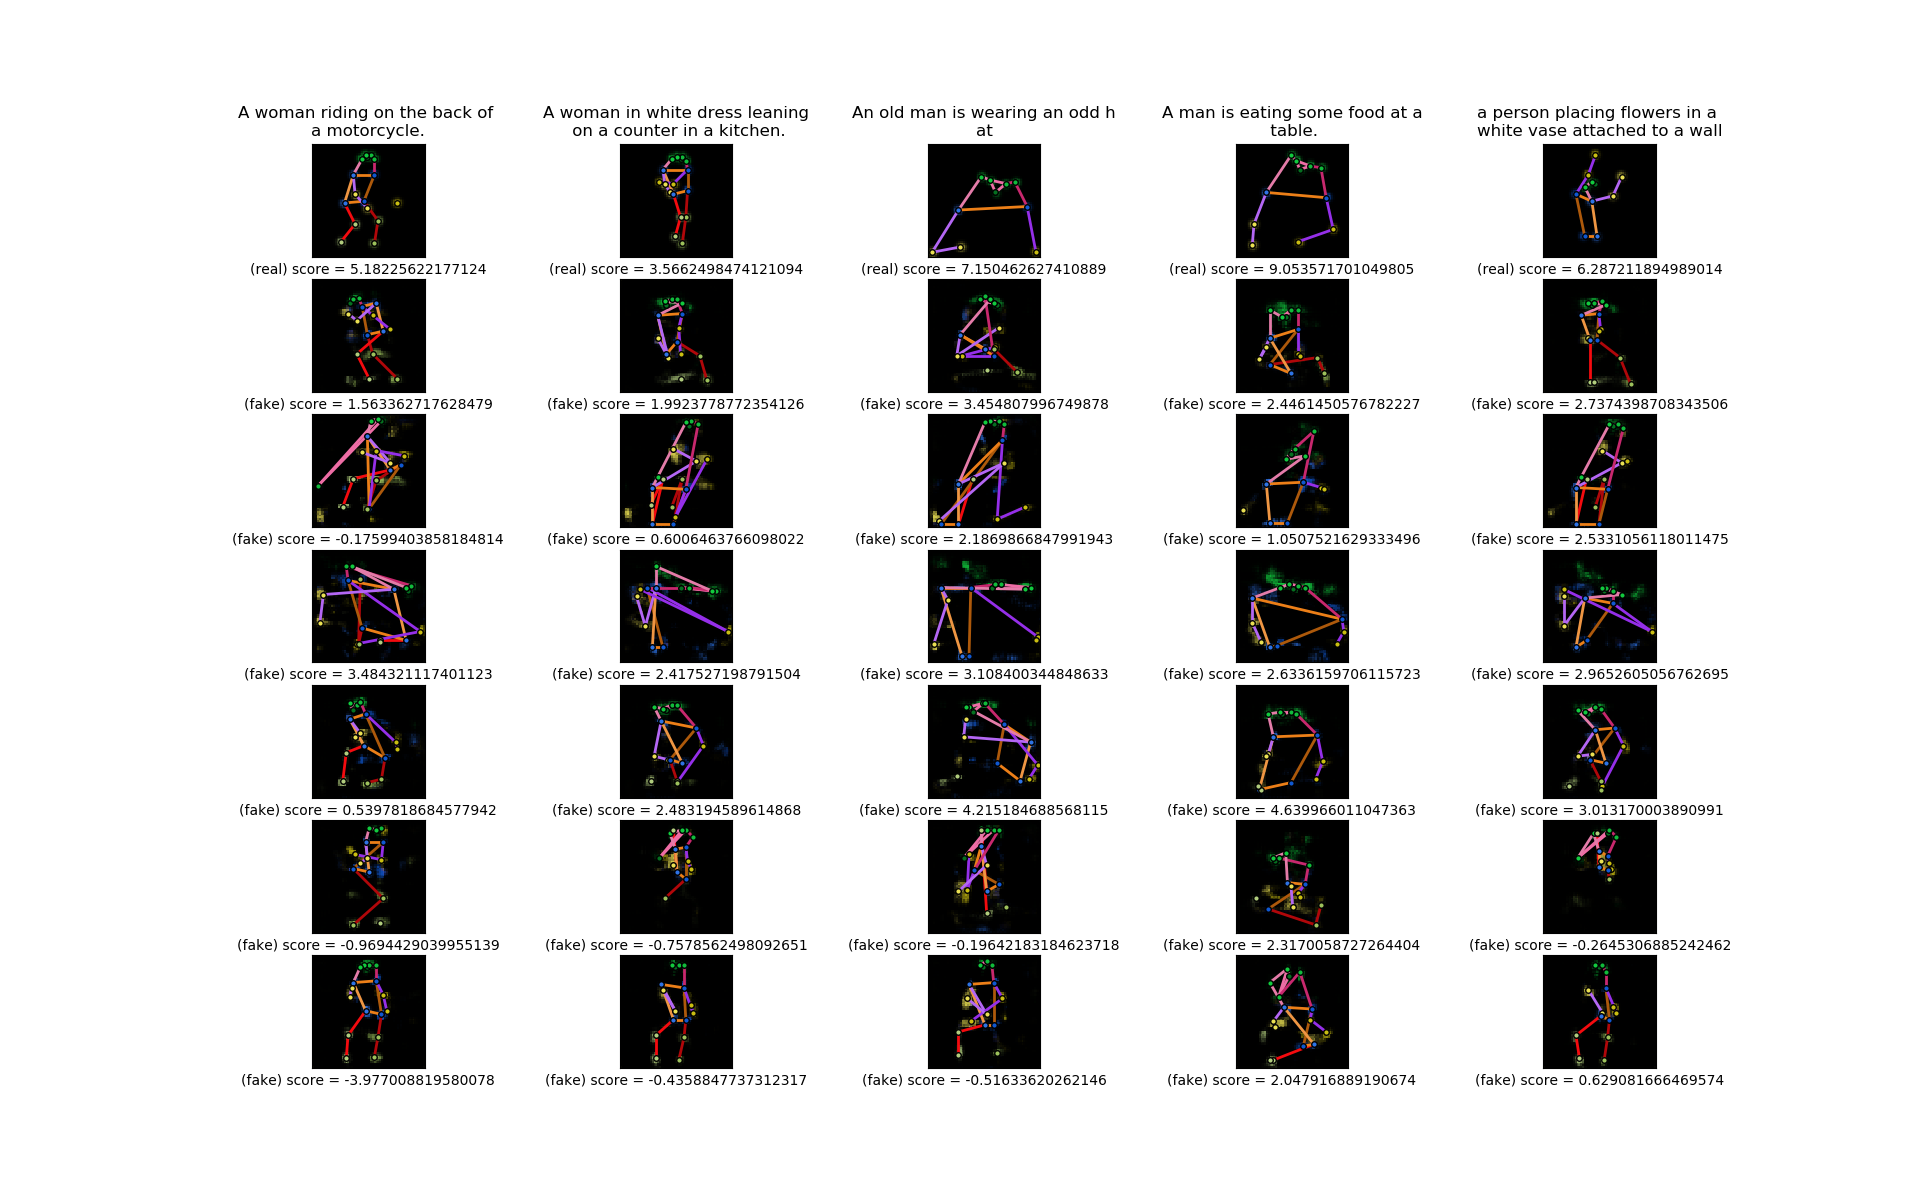 A woman riding on the back of
a motorcycle.
A woman in white dress leaning
on a counter in a kitchen.
An old man is wearing an odd h
at
A man is eating some food at a
table.
a person placing flowers in a
white vase attached to a wall
(real) score = 5.18225622177124
(real) score = 3.5662498474121094
(real) score = 7.150462627410889
(real) score = 9.053571701049805
(real) score = 6.287211894989014
(fake) score = 1.563362717628479
(fake) score = 1.9923778772354126
(fake) score = 3.454807996749878
(fake) score = 2.4461450576782227
(fake) score = 2.7374398708343506
(fake) score = -0.17599403858184814
(fake) score = 0.6006463766098022
(fake) score = 2.1869866847991943
(fake) score = 1.0507521629333496
(fake) score = 2.5331056118011475
(fake) score = 3.484321117401123
(fake) score = 2.417527198791504
(fake) score = 3.108400344848633
(fake) score = 2.6336159706115723
(fake) score = 2.9652605056762695
(fake) score = 0.5397818684577942
(fake) score = 2.483194589614868
(fake) score = 4.215184688568115
(fake) score = 4.639966011047363
(fake) score = 3.013170003890991
(fake) score = -0.9694429039955139
(fake) score = -0.7578562498092651
(fake) score = -0.19642183184623718
(fake) score = 2.3170058727264404
(fake) score = -0.2645306885242462
(fake) score = -3.977008819580078
(fake) score = -0.4358847737312317
(fake) score = -0.51633620262146
(fake) score = 2.047916889190674
(fake) score = 0.629081666469574